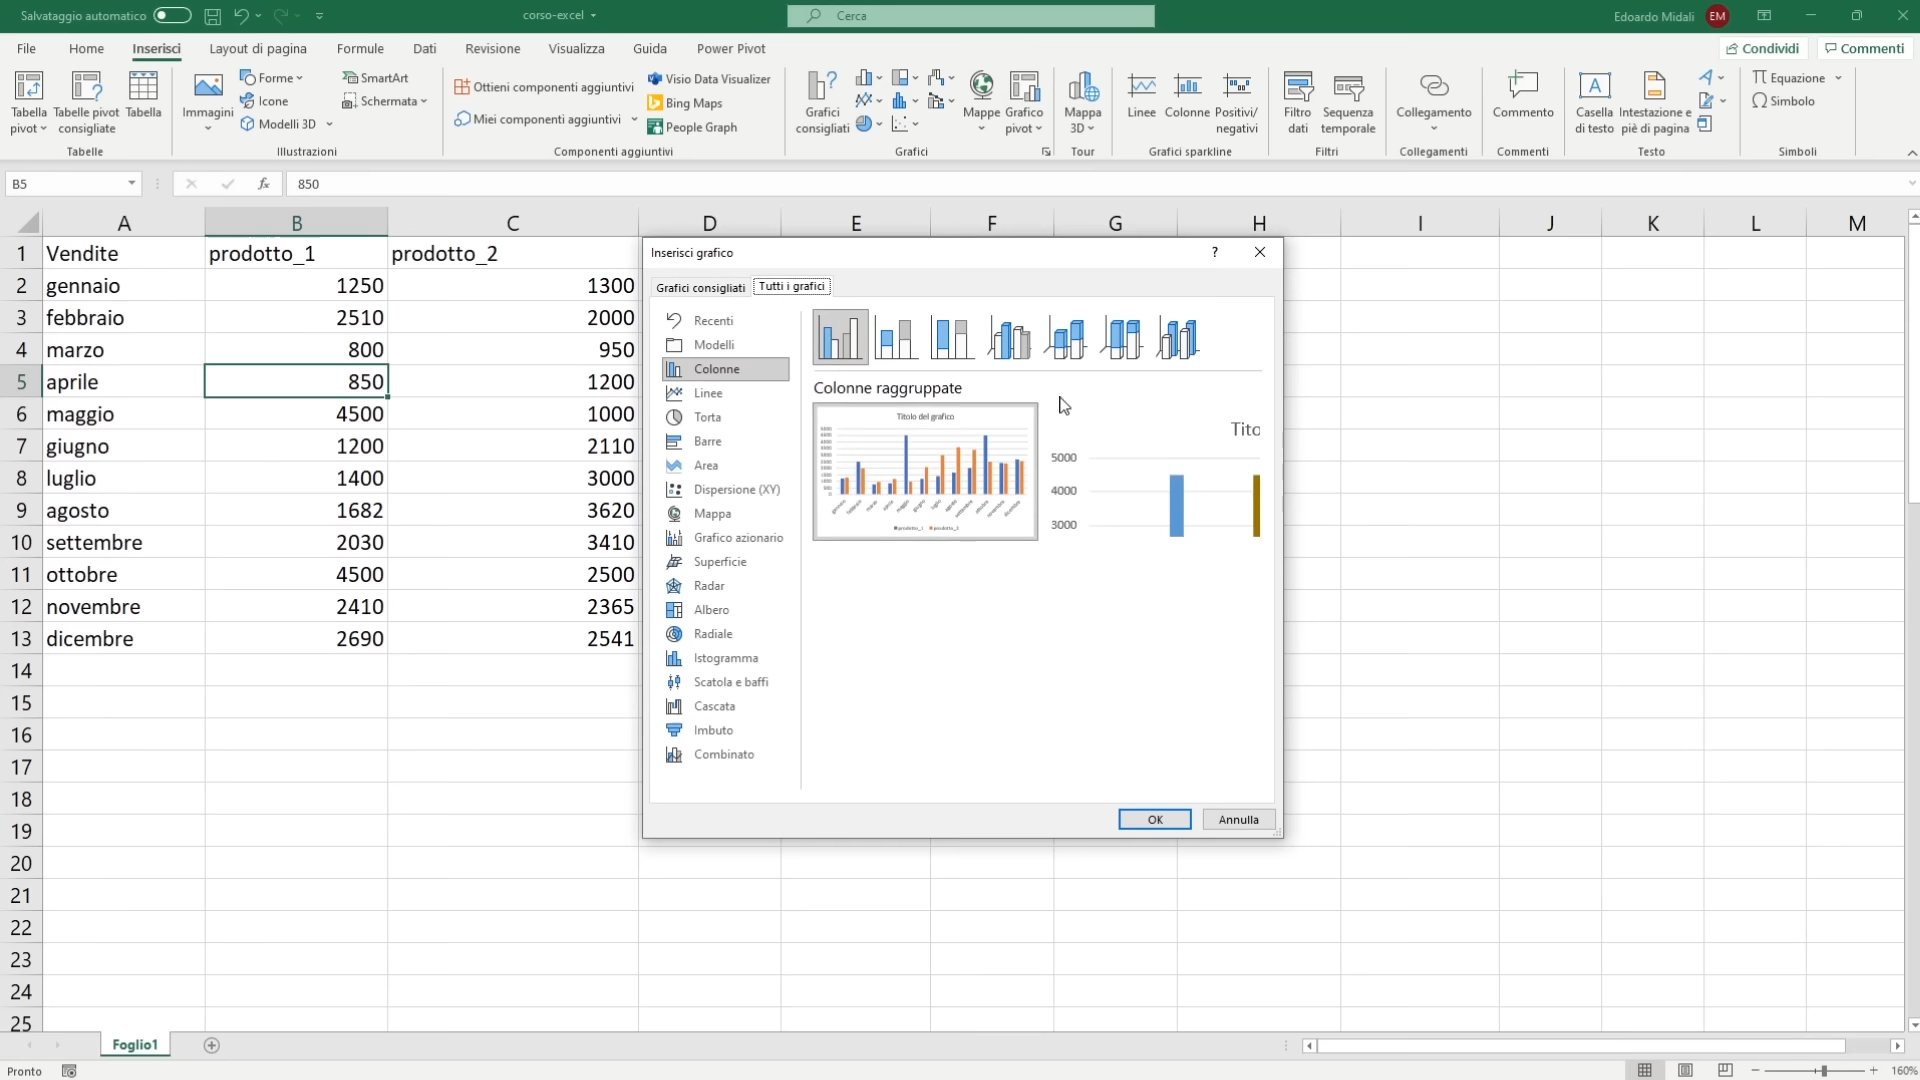 Salvataggio automatico
corso-excel
Cerca
Edoardo Midali EM
File Home Inserisci Layout di pagina Formule Dati Revisione Visualizza Guida Power Pivot
Condividi Commenti
Tabella pivot
Tabelle pivot consigliate
Tabella
Tabelle
Immagini
Forme
Icone
Modelli 3D
SmartArt
Schermata
Illustrazioni
Ottieni componenti aggiuntivi
Miei componenti aggiuntivi
Visio Data Visualizer
Bing Maps
People Graph
Componenti aggiuntivi
Grafici consigliati
Mappe
Grafico pivot
Grafici
Mappa 3D
Tour
Linee
Colonne
Positivi/ negativi
Grafici sparkline
Filtro dati
Sequenza temporale
Filtri
Collegamento
Collegamenti
Commento
Commenti
Casella di testo
Intestazione e piè di pagina
Testo
Equazione
Simbolo
Simboli
B5
fx
850
A B C D E F G H I J K L M
1 Vendite prodotto_1 prodotto_2
2 gennaio 1250 1300
3 febbraio 2510 2000
4 marzo 800 950
5 aprile 850 1200
6 maggio 4500 1000
7 giugno 1200 2110
8 luglio 1400 3000
9 agosto 1682 3620
10 settembre 2030 3410
11 ottobre 4500 2500
12 novembre 2410 2365
13 dicembre 2690 2541
14
15
16
17
18
19
20
21
22
23
24
25
Inserisci grafico
?
Grafici consigliati Tutti i grafici
Recenti
Modelli
Colonne
Linee
Torta
Barre
Area
Dispersione (XY)
Mappa
Grafico azionario
Superficie
Radar
Albero
Radiale
Istogramma
Scatola e baffi
Cascata
Imbuto
Combinato
Colonne raggruppate
Titolo del grafico
prodotto_1 prodotto_2
Tito
5000
4000
3000
OK Annulla
Foglio1
Pronto
160%